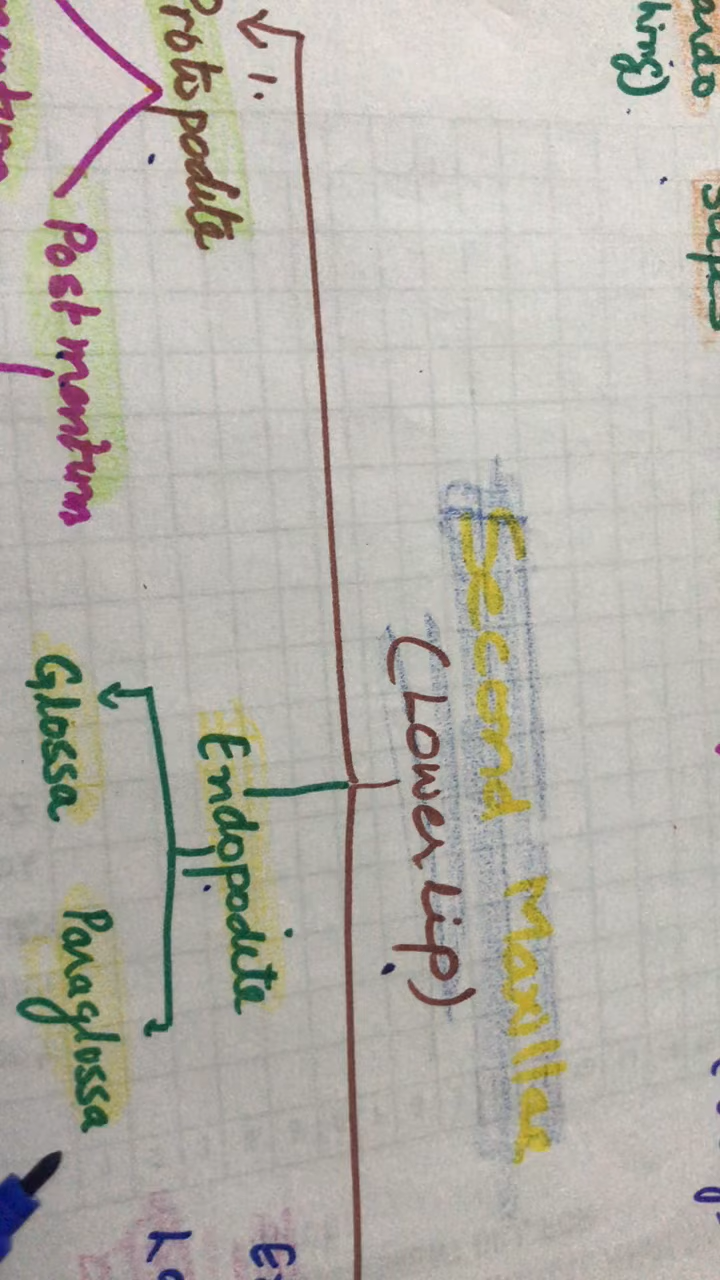 Second Maxillae
(Lower Lip)
1.
Protopodite
Postmentum
Endopodite
Glossa
Paraglossa